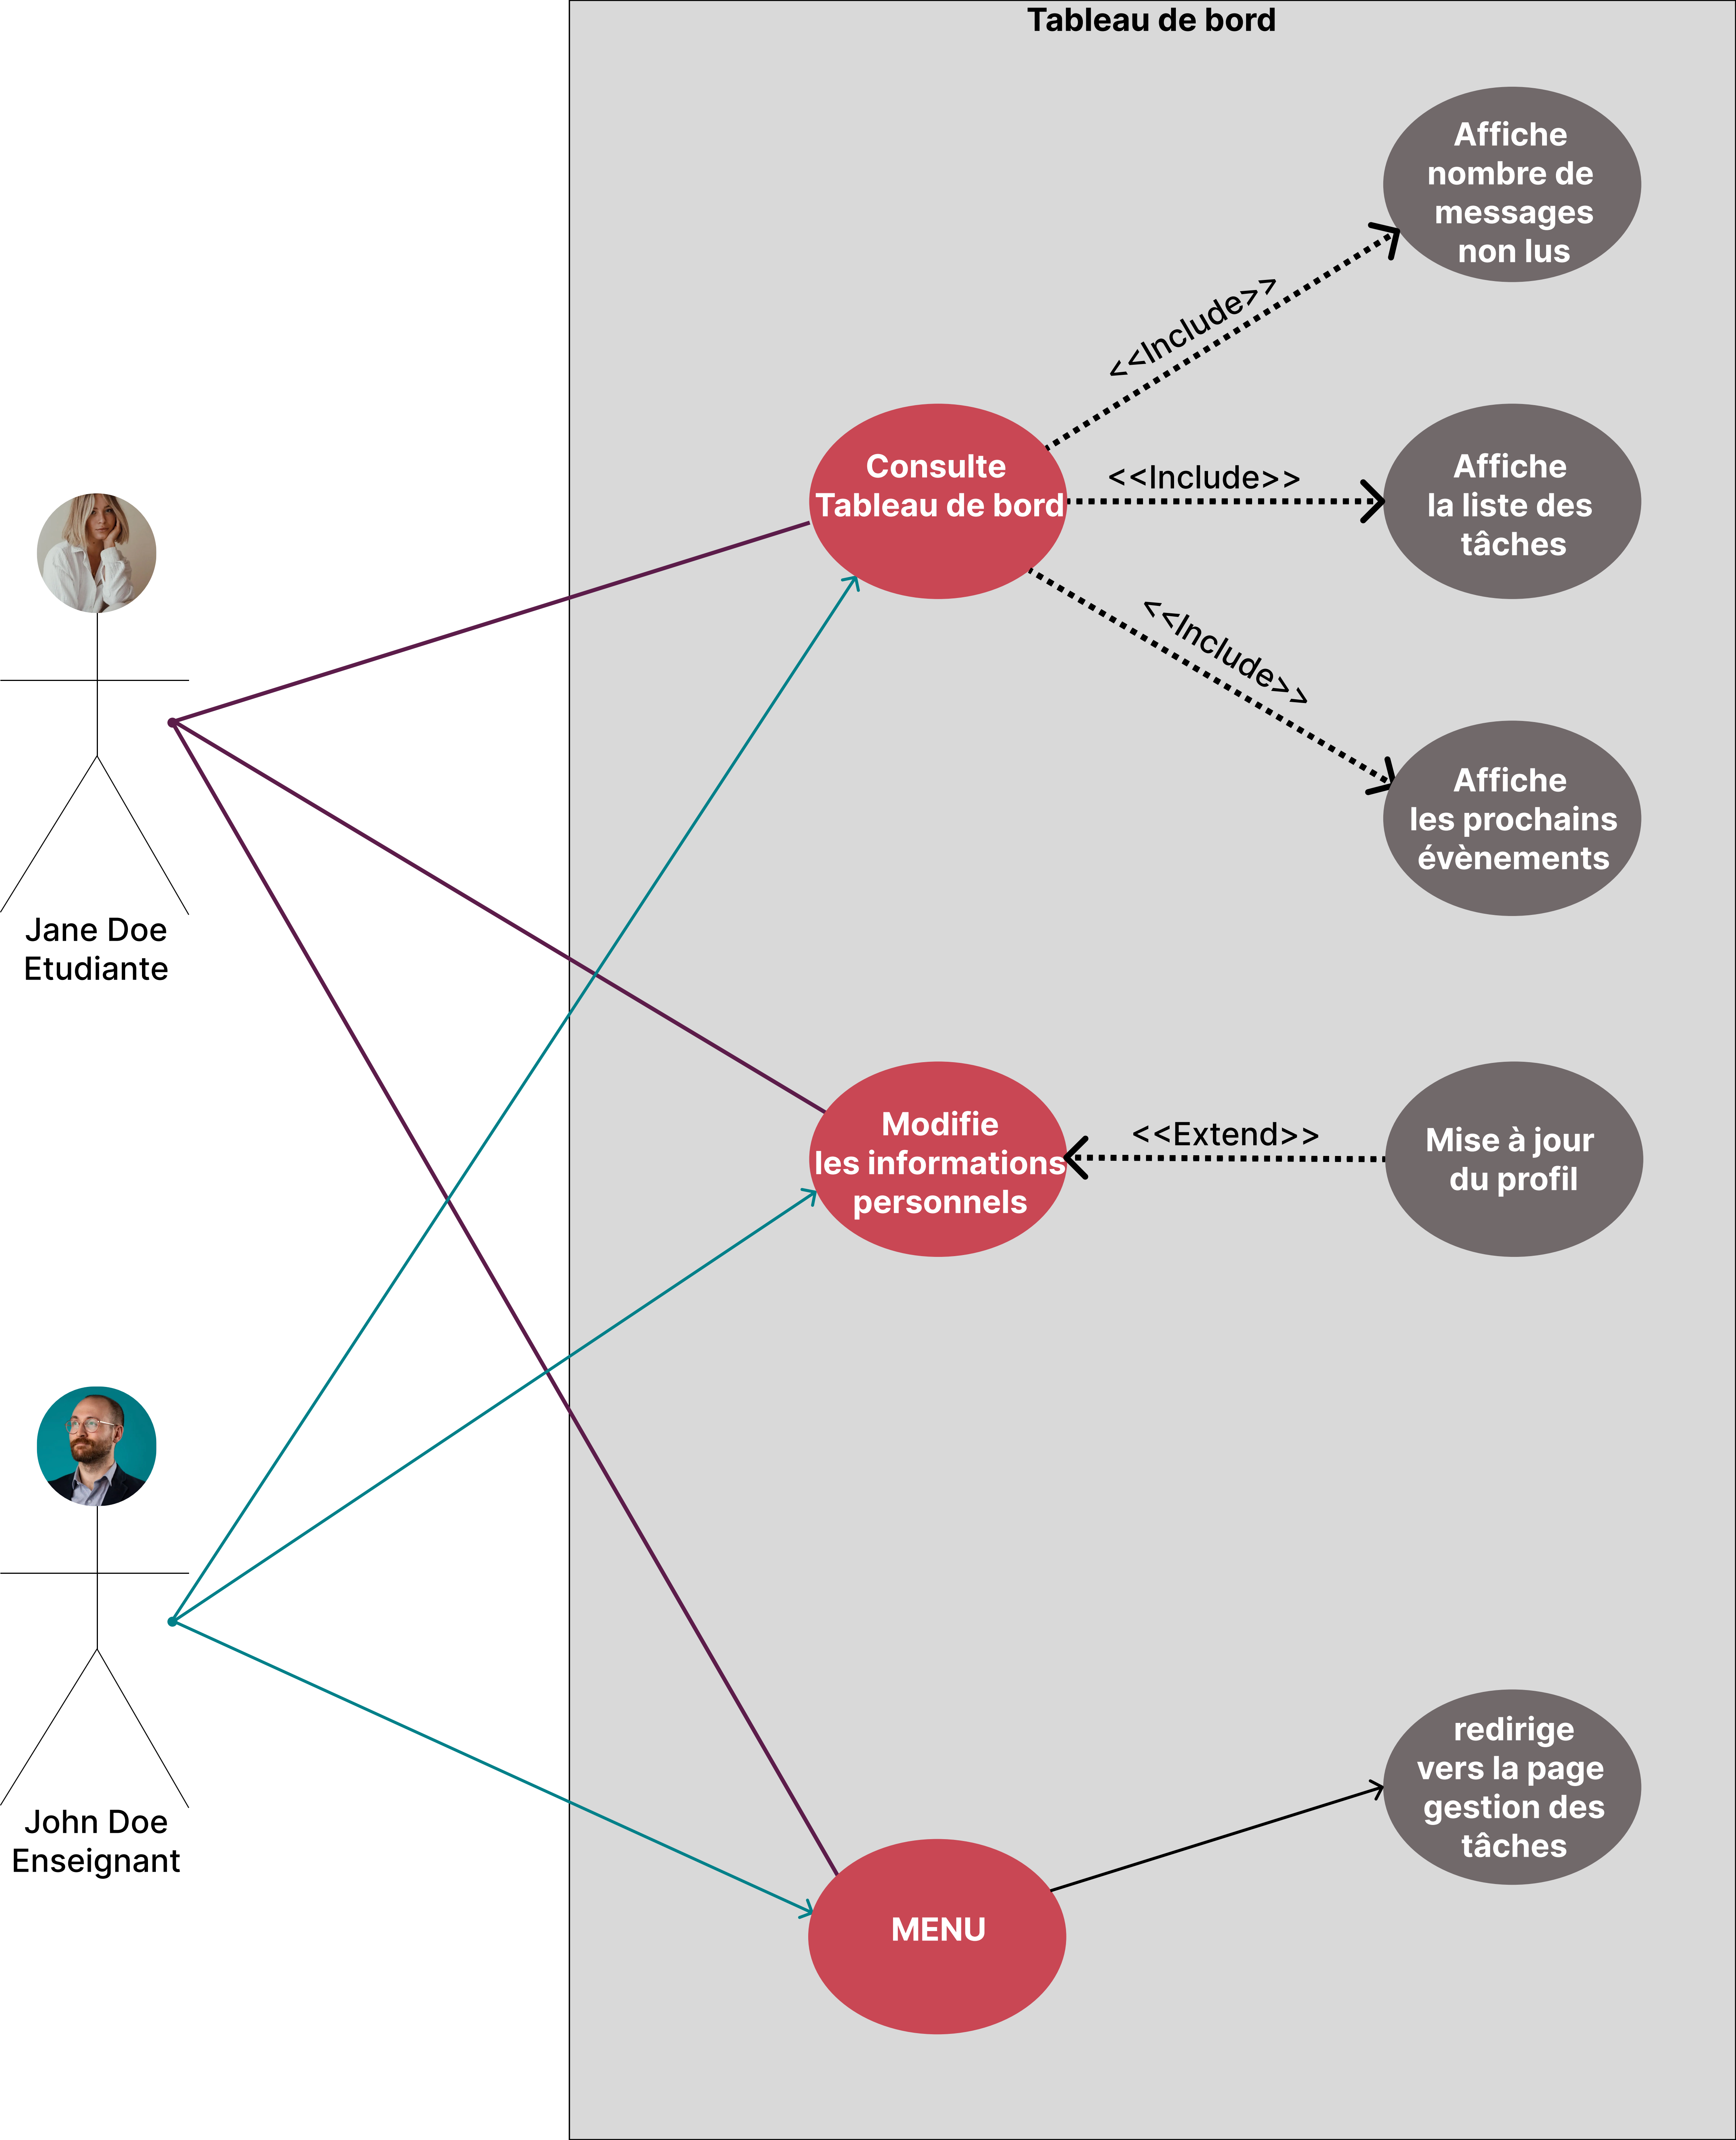 Tableau de bord
Affiche
nombre de
messages
non lus
<<Include>>
Consulte
Tableau de bord
<<Include>>
Affiche
la liste des
tâches
<<Include>>
Affiche
les prochains
évènements
Jane Doe
Etudiante
Modifie
les informations
personnels
<<Extend>>
Mise à jour
du profil
John Doe
Enseignant
redirige
vers la page
gestion des
tâches
MENU